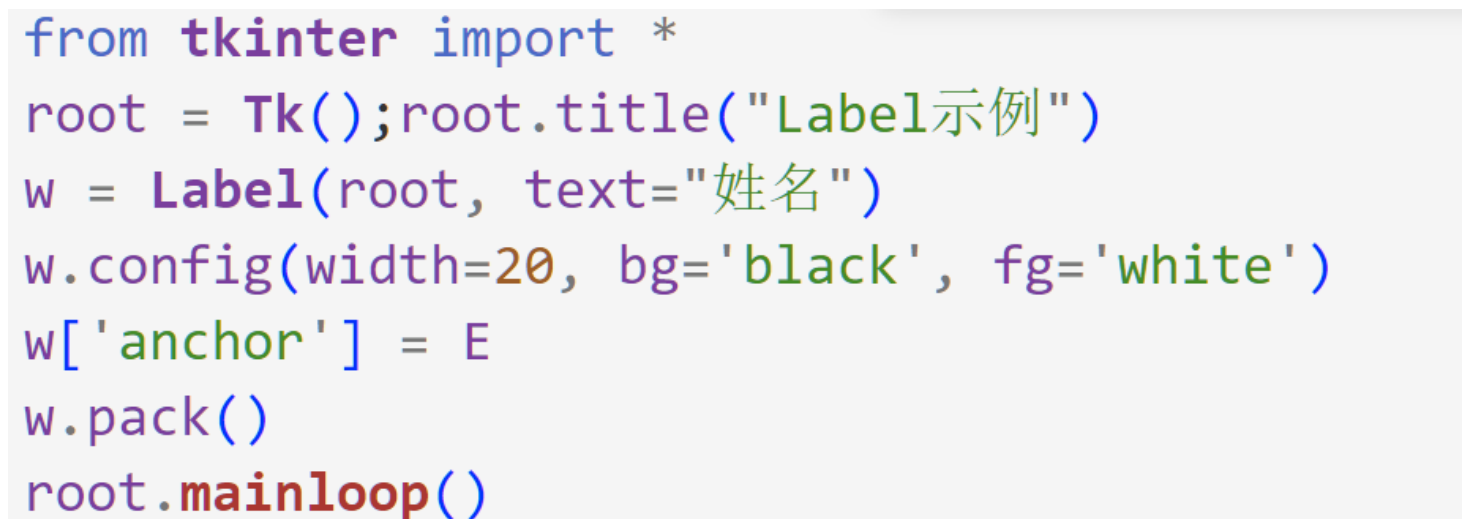 from tkinter import *
root = Tk();root.title("Label示例")
w = Label(root, text="姓名")
w.config(width=20, bg='black', fg='white')
w['anchor'] = E
w.pack()
root.mainloop()